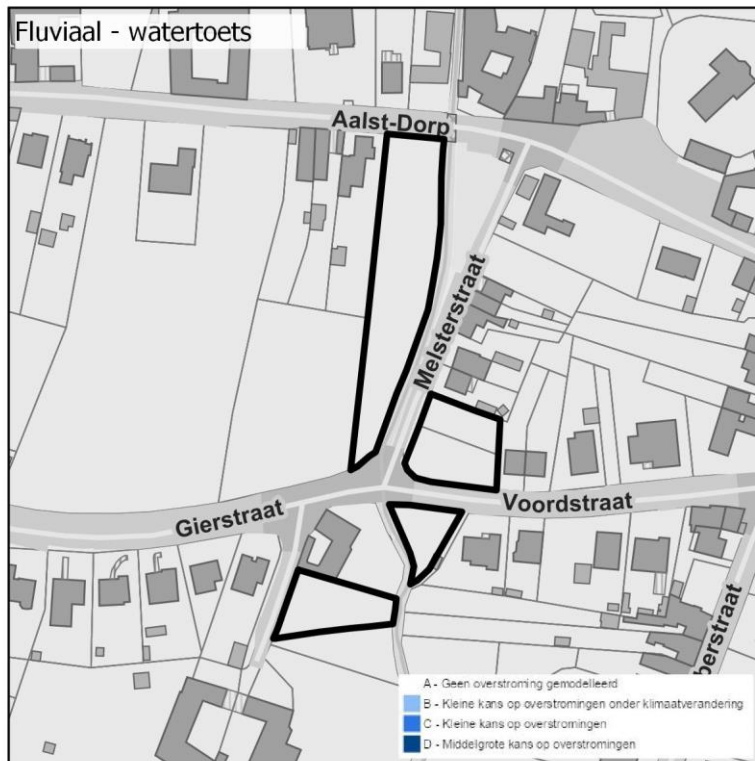 Fluviaal - watertoets
Aalst-Dorp
Melsterstraat
Gierstraat
Voordstraat
berstraat
A - Geen overstroming gemodelleerd
B - Kleine kans op overstromingen onder klimaatverandering
C - Kleine kans op overstromingen
D - Middelgrote kans op overstromingen